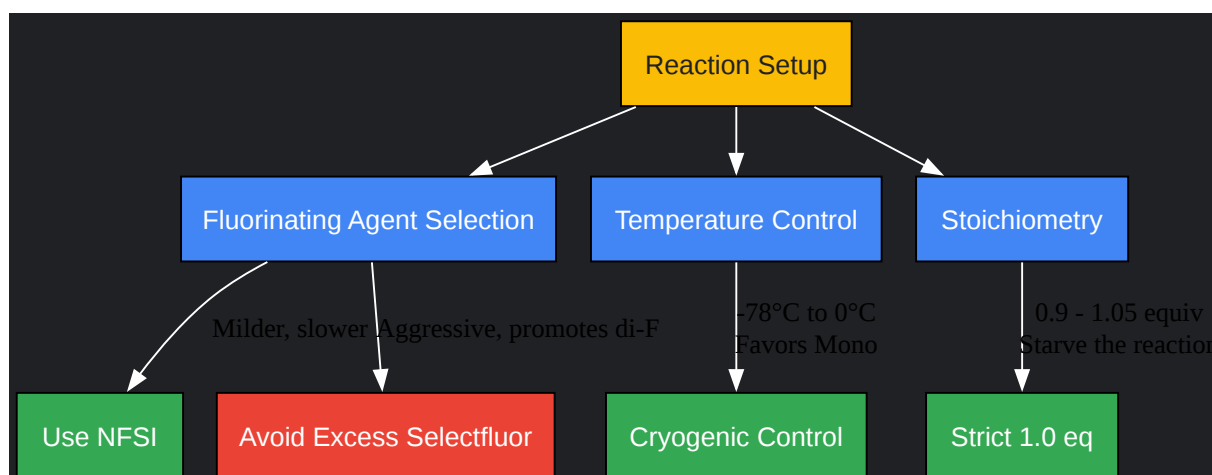 Reaction Setup
Fluorinating Agent Selection
Temperature Control
Stoichiometry
Milder, slower
Aggressive, promotes di-F
-78°C to 0°C
Favors Mono
0.9 - 1.05 equiv
Starve the reaction
Use NFSI
Avoid Excess Selectfluor
Cryogenic Control
Strict 1.0 eq